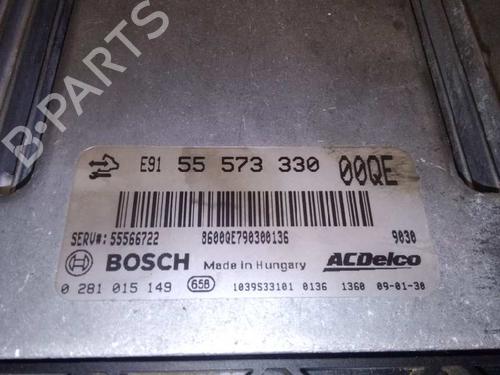 B-PARTS
E91 55 573 330 00QE
SERV#: 55566722 8600QE790300136 9030
BOSCH Made in Hungary ACDelco
0 281 015 149 658 1039S33101 0136 1360 09-01-30